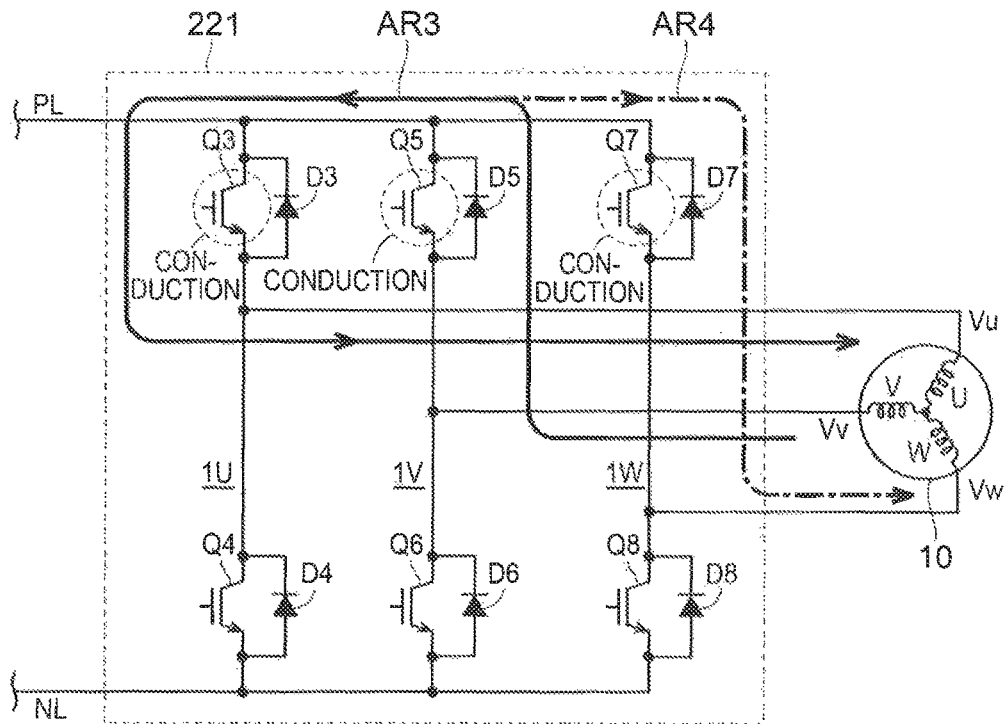 221
AR3
AR4
PL
Q3
D3
Q5
D5
Q7
D7
CON-
DUCTION
CONDUCTION
CON-
DUCTION
Vu
V
U
W
Vv
Vw
10
1U
1V
1W
Q4
D4
Q6
D6
Q8
D8
NL